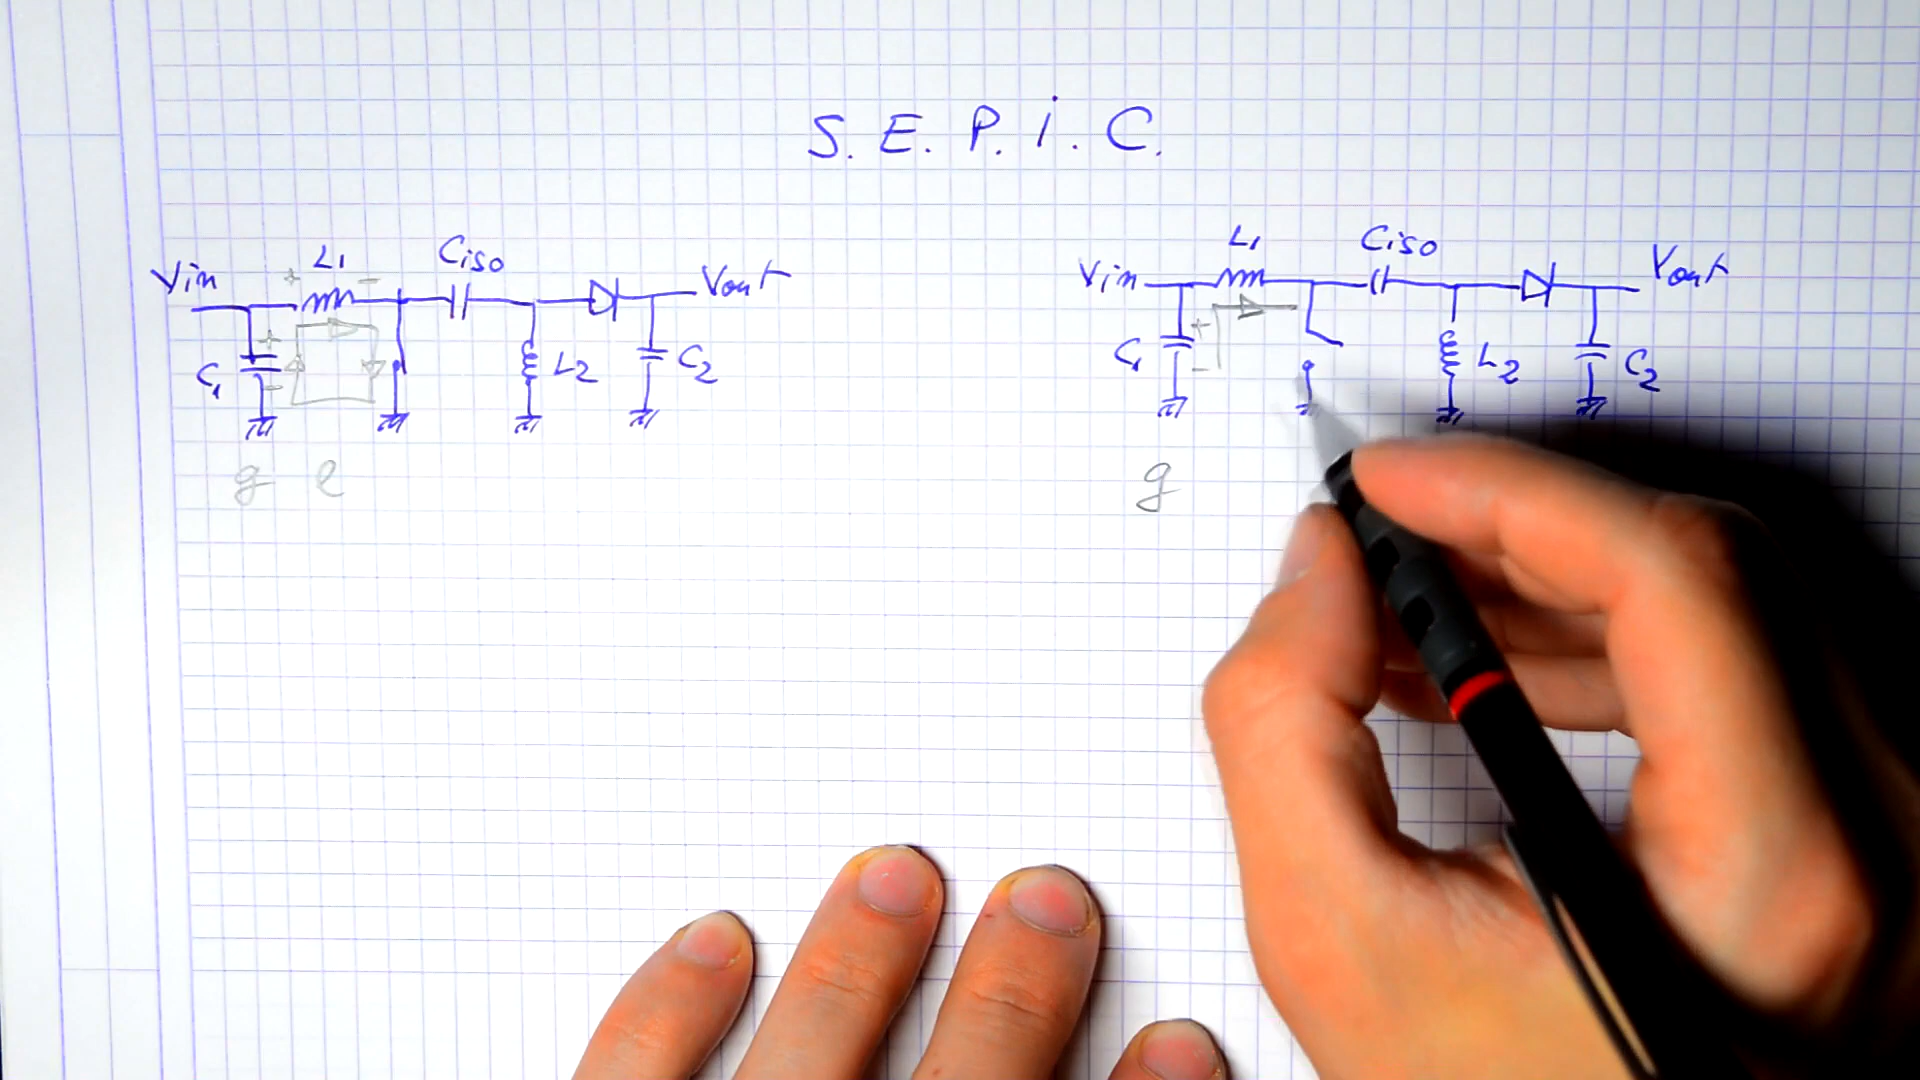 S. E. P. i. C.
Vin + L1 - Ciso Vout
C1 + - L2 C2
g e
Vin L1 Ciso Vout
C1 + - L2 C2
g